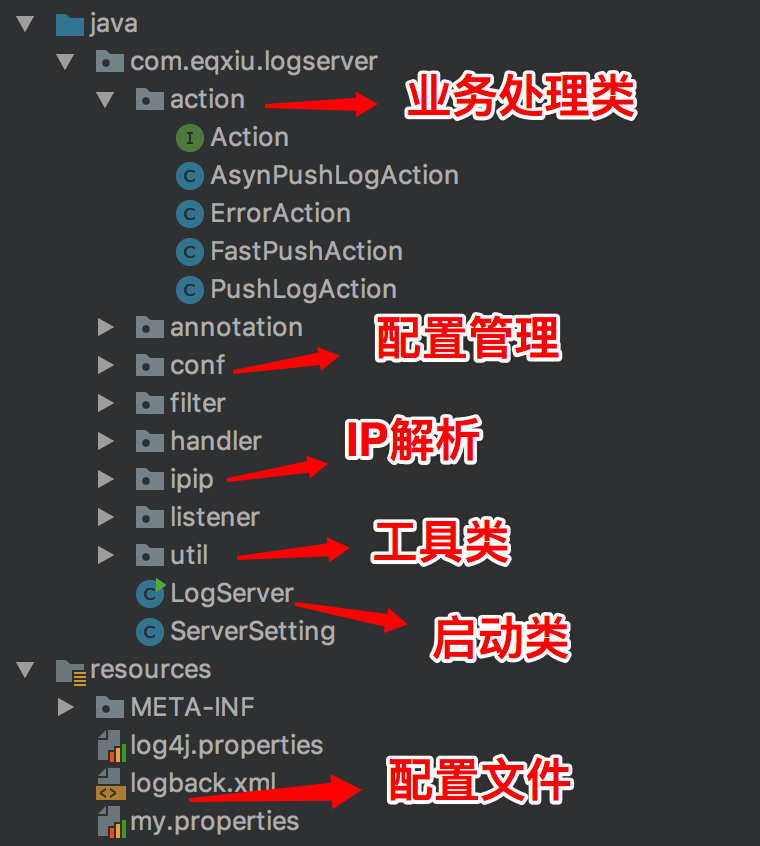 java
com.eqxiu.logserver
action
业务处理类
Action
AsynPushLogAction
ErrorAction
FastPushAction
PushLogAction
annotation
配置管理
conf
filter
handler
IP解析
ipip
listener
工具类
util
LogServer
ServerSetting
启动类
resources
META-INF
log4j.properties
logback.xml
配置文件
my.properties